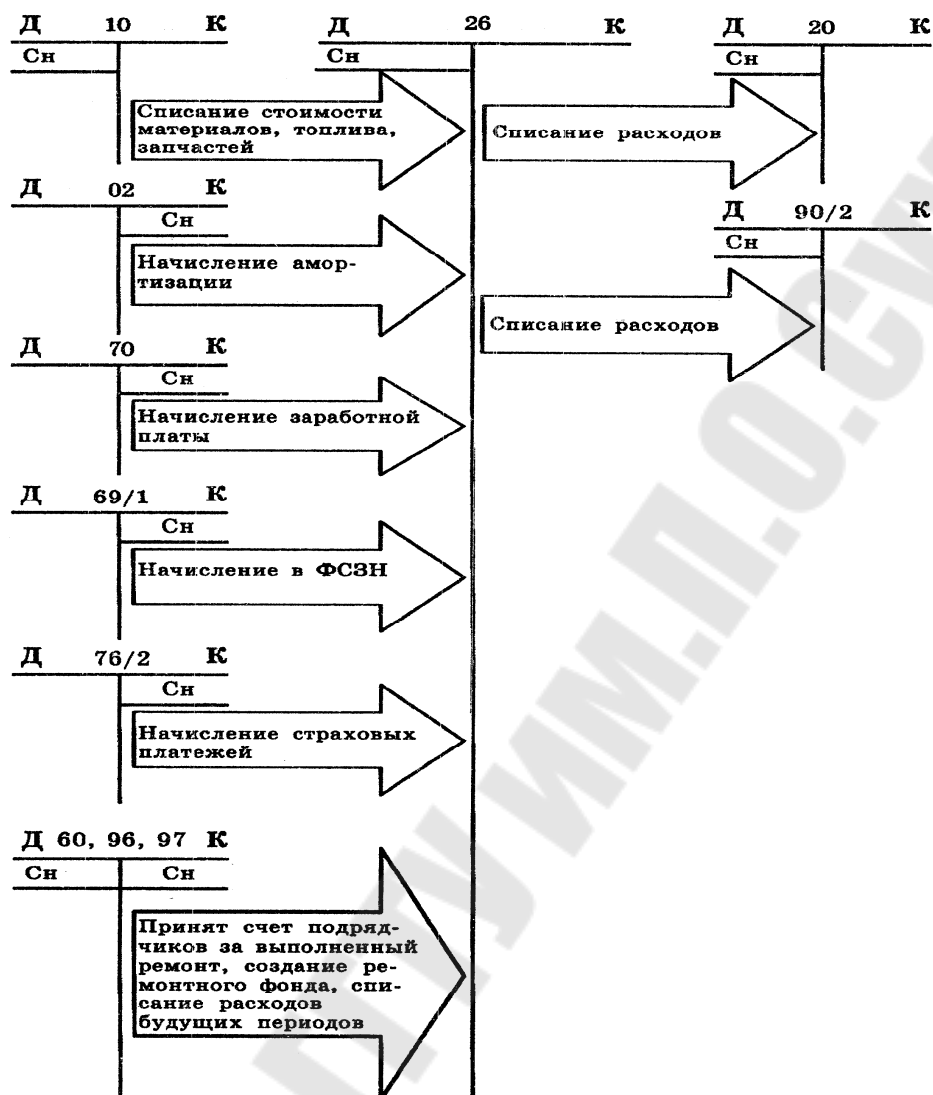 Д 10 К
Сн
Д 26 К
Сн
Д 20 К
Сн
Списание стоимости
материалов, топлива,
запчастей
Списание расходов
Д 02 К
Сн
Начисление амор-
тизации
Д 90/2 К
Сн
Списание расходов
Д 70 К
Сн
Начисление заработной
платы
Д 69/1 К
Сн
Начисление в ФСЗН
Д 76/2 К
Сн
Начисление страховых
платежей
Д 60, 96, 97 К
Сн Сн
Принят счет подряд-
чиков за выполненный
ремонт, создание ре-
монтного фонда, спи-
сание расходов
будущих периодов
ГТУ ИМ.П.О.СУ